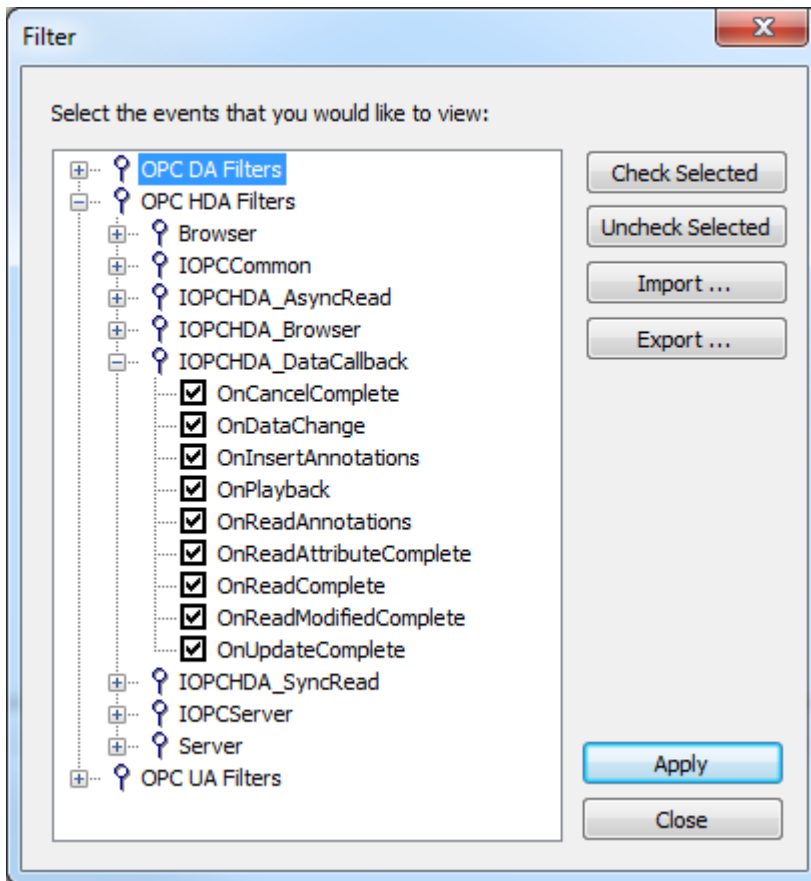 Filter
Select the events that you would like to view:
OPC DA Filters
OPC HDA Filters
Browser
IOPCCommon
IOPCHDA_AsyncRead
IOPCHDA_Browser
IOPCHDA_DataCallback
OnCancelComplete
OnDataChange
OnInsertAnnotations
OnPlayback
OnReadAnnotations
OnReadAttributeComplete
OnReadComplete
OnReadModifiedComplete
OnUpdateComplete
IOPCHDA_SyncRead
IOPCServer
Server
OPC UA Filters
Check Selected
Uncheck Selected
Import ...
Export ...
Apply
Close